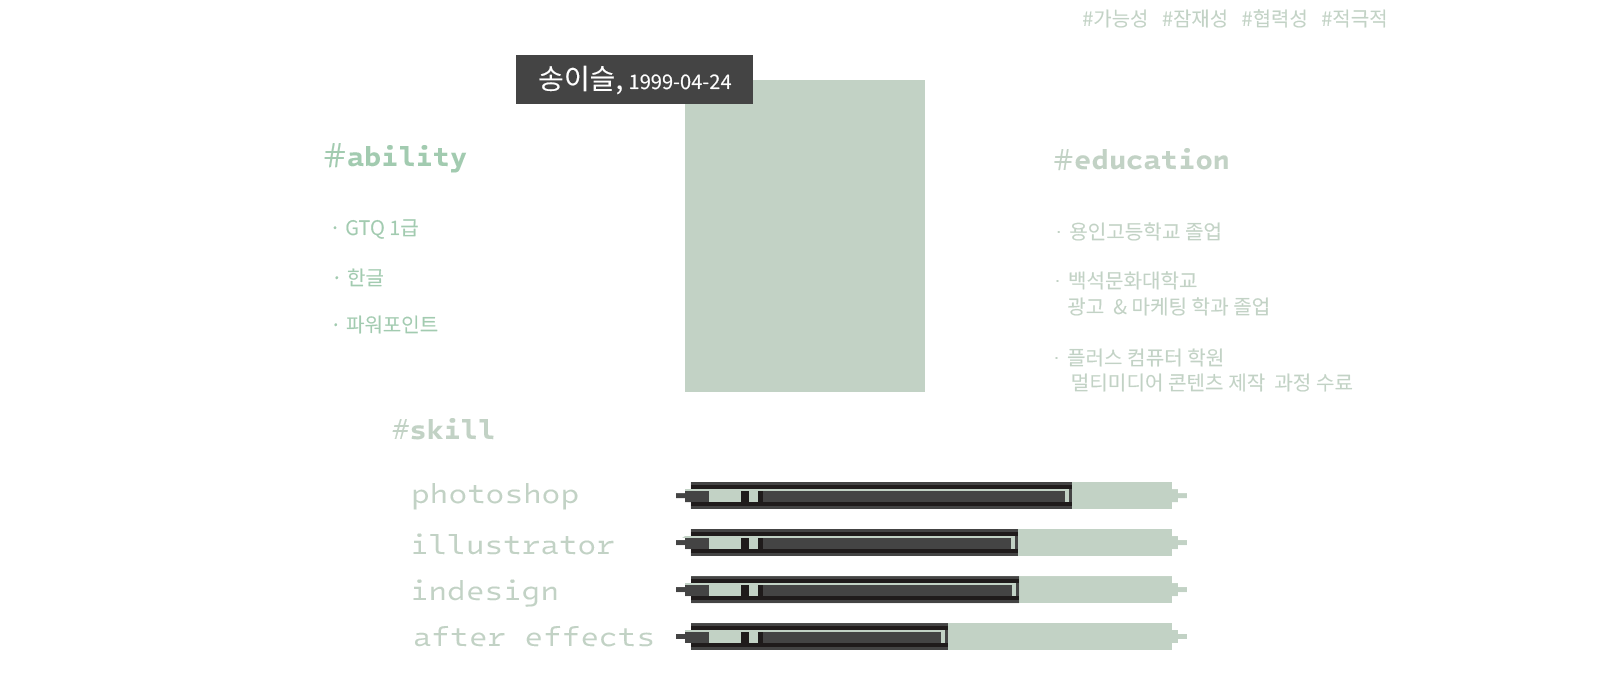 #가능성 #잠재성 #협력성 #적극적
송이슬, 1999-04-24
#ability
· GTQ 1급
· 한글
· 파워포인트
#education
· 용인고등학교 졸업
· 백석문화대학교
광고 & 마케팅 학과 졸업
· 플러스 컴퓨터 학원
멀티미디어 콘텐츠 제작 과정 수료
#skill
photoshop
illustrator
indesign
after effects